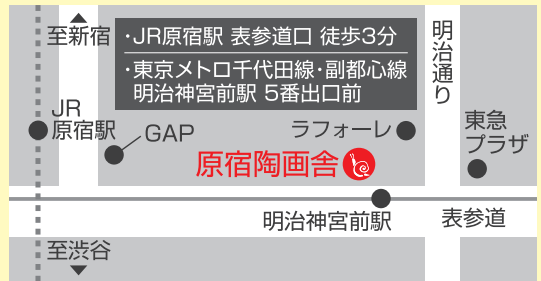 至新宿
・JR原宿駅 表参道口 徒歩3分
・東京メトロ千代田線・副都心線
明治神宮前駅 5番出口前
明治通り
JR
原宿駅
GAP
ラフォーレ
東急
プラザ
原宿陶画舎
明治神宮前駅
表参道
至渋谷